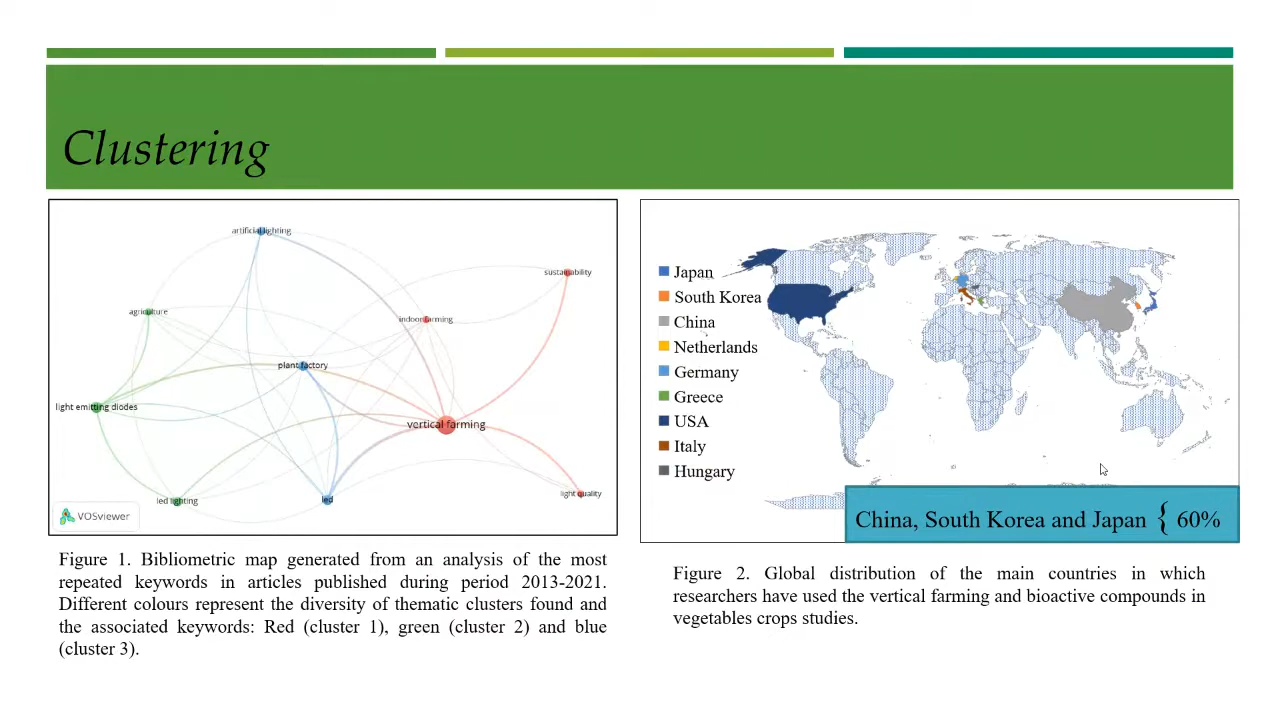 Clustering
artificial lighting
sustainability
agriculture
indoor farming
plant factory
light emitting diodes
vertical farming
led lighting
led
light quality
VOSviewer
Japan
South Korea
China
Netherlands
Germany
Greece
USA
Italy
Hungary
China, South Korea and Japan { 60%
Figure 1. Bibliometric map generated from an analysis of the most
repeated keywords in articles published during period 2013-2021.
Different colours represent the diversity of thematic clusters found and
the associated keywords: Red (cluster 1), green (cluster 2) and blue
(cluster 3).
Figure 2. Global distribution of the main countries in which
researchers have used the vertical farming and bioactive compounds in
vegetables crops studies.